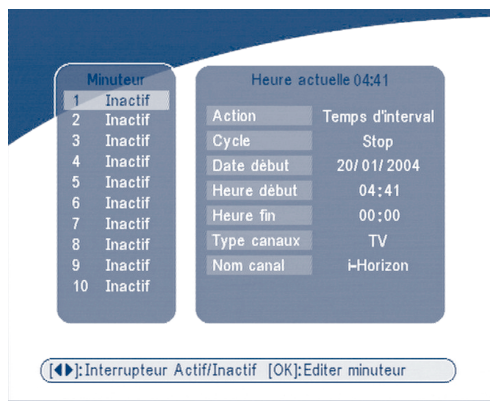 Minuteur
1 Inactif
2 Inactif
3 Inactif
4 Inactif
5 Inactif
6 Inactif
7 Inactif
8 Inactif
9 Inactif
10 Inactif
Heure actuelle 04:41
Action Temps d'interval
Cycle Stop
Date dèbut 20/01/2004
Heure dèbut 04:41
Heure fin 00:00
Type canaux TV
Nom canal i-Horizon
[◀▶]:Interrupteur Actif/Inactif [OK]:Editer minuteur